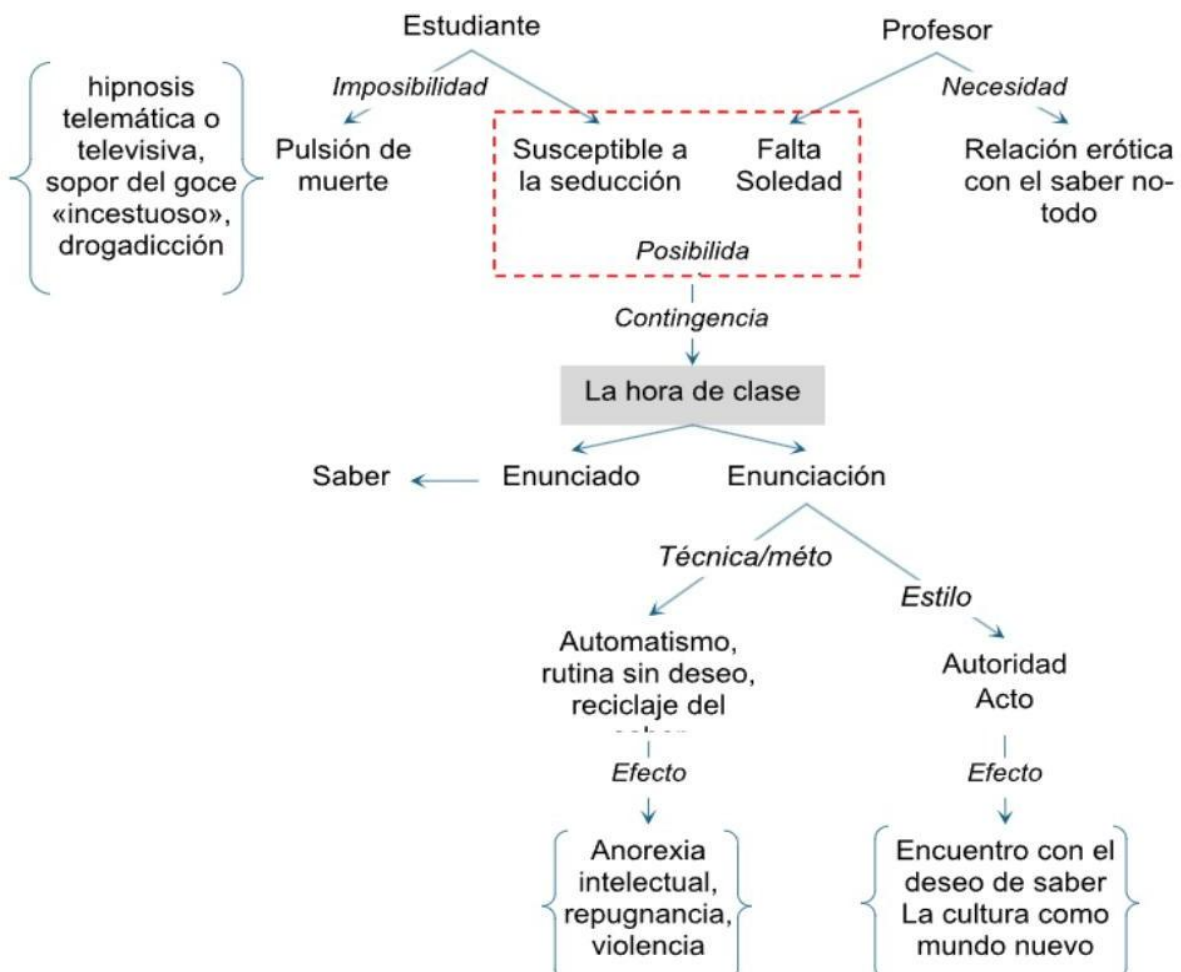 Estudiante
Profesor
Imposibilidad
Necesidad
hipnosis
telemática o
televisiva,
sopor del goce
«incestuoso»,
drogadicción
Pulsión de
muerte
Susceptible a
la seducción
Falta
Soledad
Relación erótica
con el saber no-
todo
Posibilida
Contingencia
La hora de clase
Saber
Enunciado
Enunciación
Técnica/méto
Estilo
Automatismo,
rutina sin deseo,
reciclaje del
Autoridad
Acto
Efecto
Efecto
Anorexia
intelectual,
repugnancia,
violencia
Encuentro con el
deseo de saber
La cultura como
mundo nuevo